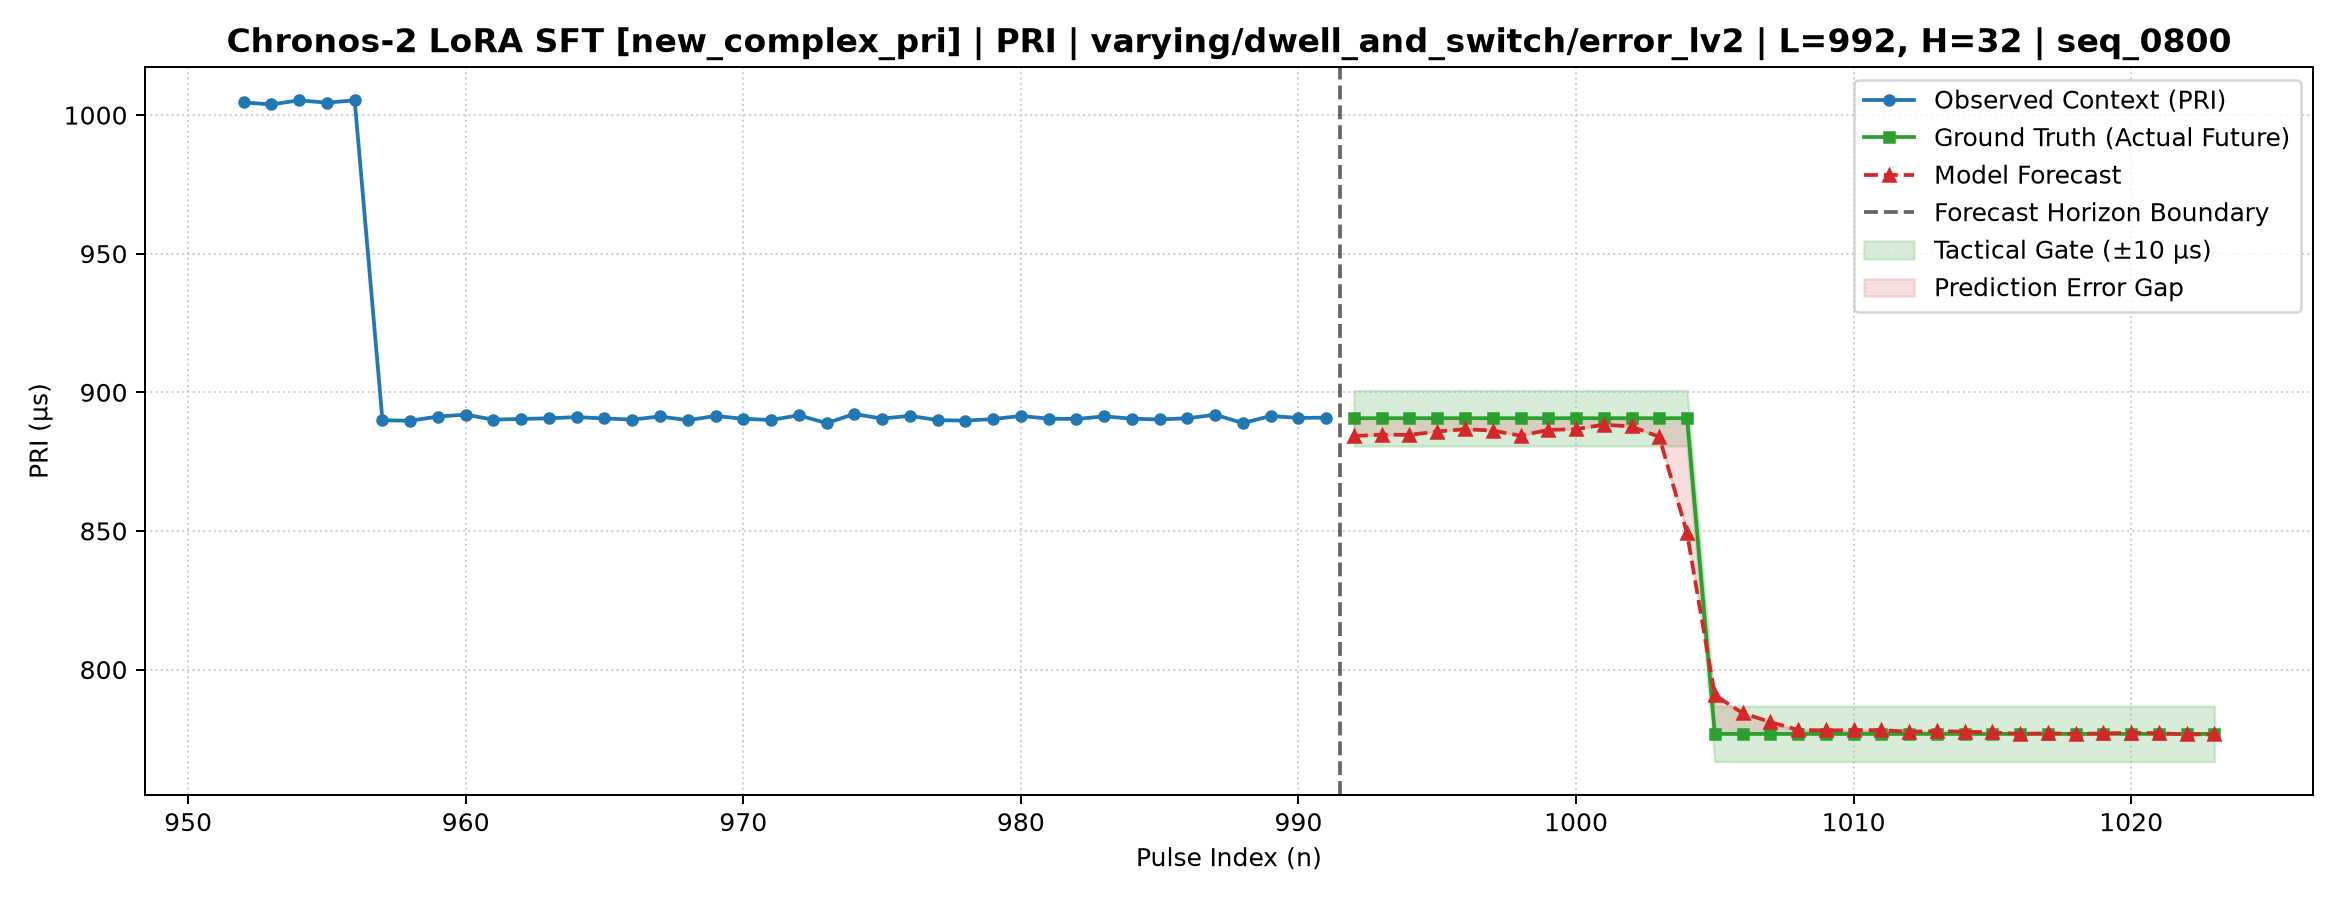 Chronos-2 LoRA SFT [new_complex_pri] | PRI | varying/dwell_and_switch/error_lv2 | L=992, H=32 | seq_0800
Observed Context (PRI)
Ground Truth (Actual Future)
Model Forecast
Forecast Horizon Boundary
Tactical Gate (±10 μs)
Prediction Error Gap
PRI (μs)
1000
950
900
850
800
950 960 970 980 990 1000 1010 1020
Pulse Index (n)